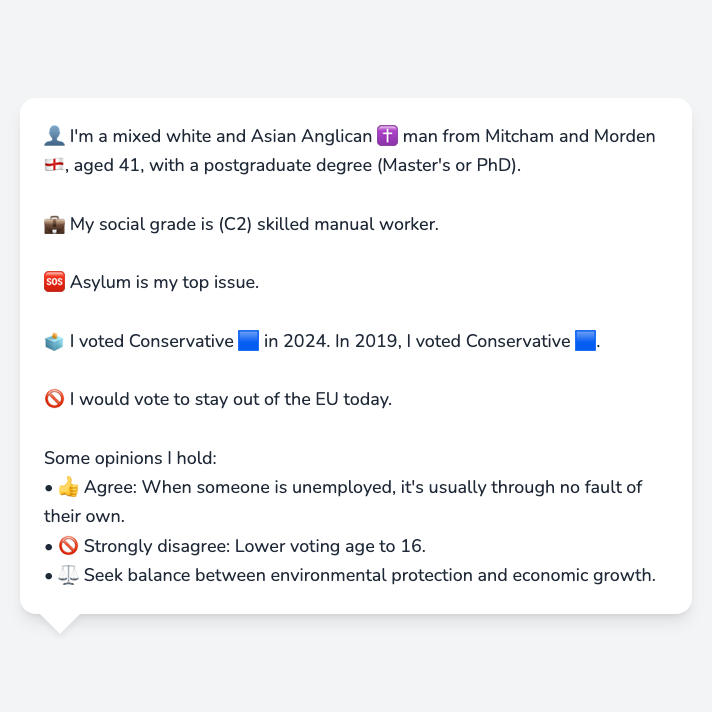 👤 I'm a mixed white and Asian Anglican ✝️ man from Mitcham and Morden
🏴󠁧󠁢󠁥󠁮󠁧󠁿, aged 41, with a postgraduate degree (Master's or PhD).
💼 My social grade is (C2) skilled manual worker.
🆘 Asylum is my top issue.
🗳️ I voted Conservative 🟦 in 2024. In 2019, I voted Conservative 🟦.
🚫 I would vote to stay out of the EU today.
Some opinions I hold:
• 👍 Agree: When someone is unemployed, it's usually through no fault of
their own.
• 🚫 Strongly disagree: Lower voting age to 16.
• ⚖️ Seek balance between environmental protection and economic growth.